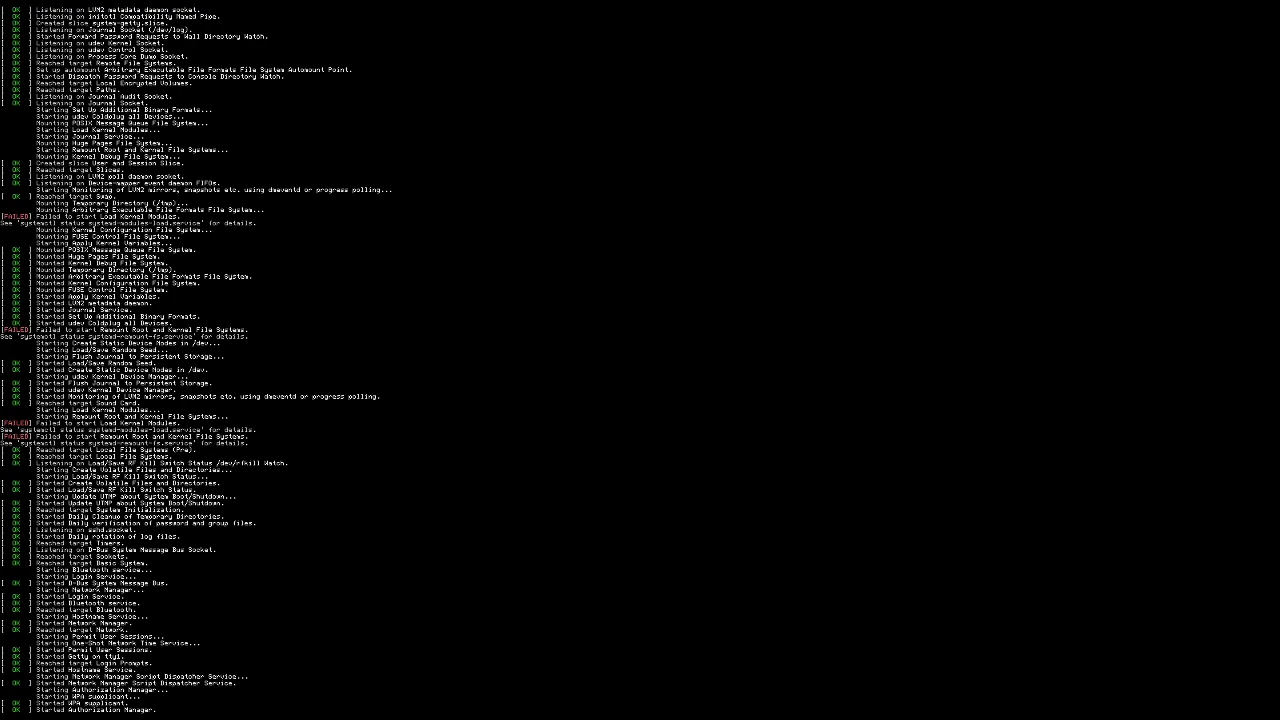 [  OK  ] Listening on LVM2 metadata daemon socket.
[  OK  ] Listening on initctl Compatibility Named Pipe.
[  OK  ] Created slice system-getty.slice.
[  OK  ] Listening on Journal Socket (/dev/log).
[  OK  ] Started Forward Password Requests to Wall Directory Watch.
[  OK  ] Listening on udev Kernel Socket.
[  OK  ] Listening on udev Control Socket.
[  OK  ] Listening on Process Core Dump Socket.
[  OK  ] Reached target Remote File Systems.
[  OK  ] Set up automount Arbitrary Executable File Formats File System Automount Point.
[  OK  ] Started Dispatch Password Requests to Console Directory Watch.
[  OK  ] Reached target Local Encrypted Volumes.
[  OK  ] Reached target Paths.
[  OK  ] Listening on Journal Audit Socket.
[  OK  ] Listening on Journal Socket.
Starting Set Up Additional Binary Formats...
Starting udev Coldplug all Devices...
Mounting POSIX Message Queue File System...
Starting Load Kernel Modules...
Starting Journal Service...
Mounting Huge Pages File System...
Starting Remount Root and Kernel File Systems...
Mounting Kernel Debug File System...
[  OK  ] Created slice User and Session Slice.
[  OK  ] Reached target Slices.
[  OK  ] Listening on LVM2 poll daemon socket.
[  OK  ] Listening on Device-mapper event daemon FIFOs.
Starting Monitoring of LVM2 mirrors, snapshots etc. using dmeventd or progress polling...
[  OK  ] Reached target Swap.
Mounting Temporary Directory (/tmp)...
Mounting Arbitrary Executable File Formats File System...
[FAILED] Failed to start Load Kernel Modules.
See 'systemctl status systemd-modules-load.service' for details.
Mounting Kernel Configuration File System...
Mounting FUSE Control File System...
Starting Apply Kernel Variables...
[  OK  ] Mounted POSIX Message Queue File System.
[  OK  ] Mounted Huge Pages File System.
[  OK  ] Mounted Kernel Debug File System.
[  OK  ] Mounted Temporary Directory (/tmp).
[  OK  ] Mounted Arbitrary Executable File Formats File System.
[  OK  ] Mounted Kernel Configuration File System.
[  OK  ] Mounted FUSE Control File System.
[  OK  ] Started Apply Kernel Variables.
[  OK  ] Started LVM2 metadata daemon.
[  OK  ] Started Journal Service.
[  OK  ] Started Set Up Additional Binary Formats.
[  OK  ] Started udev Coldplug all Devices.
[FAILED] Failed to start Remount Root and Kernel File Systems.
See 'systemctl status systemd-remount-fs.service' for details.
Starting Create Static Device Nodes in /dev...
Starting Load/Save Random Seed...
Starting Flush Journal to Persistent Storage...
[  OK  ] Started Load/Save Random Seed.
[  OK  ] Started Create Static Device Nodes in /dev.
Starting udev Kernel Device Manager...
[  OK  ] Started Flush Journal to Persistent Storage.
[  OK  ] Started udev Kernel Device Manager.
[  OK  ] Started Monitoring of LVM2 mirrors, snapshots etc. using dmeventd or progress polling.
[  OK  ] Reached target Sound Card.
Starting Load Kernel Modules...
Starting Remount Root and Kernel File Systems...
[FAILED] Failed to start Load Kernel Modules.
See 'systemctl status systemd-modules-load.service' for details.
[FAILED] Failed to start Remount Root and Kernel File Systems.
See 'systemctl status systemd-remount-fs.service' for details.
[  OK  ] Reached target Local File Systems (Pre).
[  OK  ] Reached target Local File Systems.
[  OK  ] Listening on Load/Save RF Kill Switch Status /dev/rfkill Watch.
Starting Create Volatile Files and Directories...
Starting Load/Save RF Kill Switch Status...
[  OK  ] Started Create Volatile Files and Directories.
[  OK  ] Started Load/Save RF Kill Switch Status.
Starting Update UTMP about System Boot/Shutdown...
[  OK  ] Started Update UTMP about System Boot/Shutdown.
[  OK  ] Reached target System Initialization.
[  OK  ] Started Daily Cleanup of Temporary Directories.
[  OK  ] Started Daily verification of password and group files.
[  OK  ] Listening on sshd.socket.
[  OK  ] Started Daily rotation of log files.
[  OK  ] Reached target Timers.
[  OK  ] Listening on D-Bus System Message Bus Socket.
[  OK  ] Reached target Sockets.
[  OK  ] Reached target Basic System.
Starting Bluetooth service...
Starting Login Service...
[  OK  ] Started D-Bus System Message Bus.
Starting Network Manager...
[  OK  ] Started Login Service.
[  OK  ] Started Bluetooth service.
[  OK  ] Reached target Bluetooth.
Starting Hostname Service...
[  OK  ] Started Network Manager.
[  OK  ] Reached target Network.
Starting Permit User Sessions...
Starting One-Shot Network Time Service...
[  OK  ] Started Permit User Sessions.
[  OK  ] Started Getty on tty1.
[  OK  ] Reached target Login Prompts.
[  OK  ] Started Hostname Service.
Starting Network Manager Script Dispatcher Service...
[  OK  ] Started Network Manager Script Dispatcher Service.
Starting Authorization Manager...
Starting WPA supplicant...
[  OK  ] Started WPA supplicant.
[  OK  ] Started Authorization Manager.